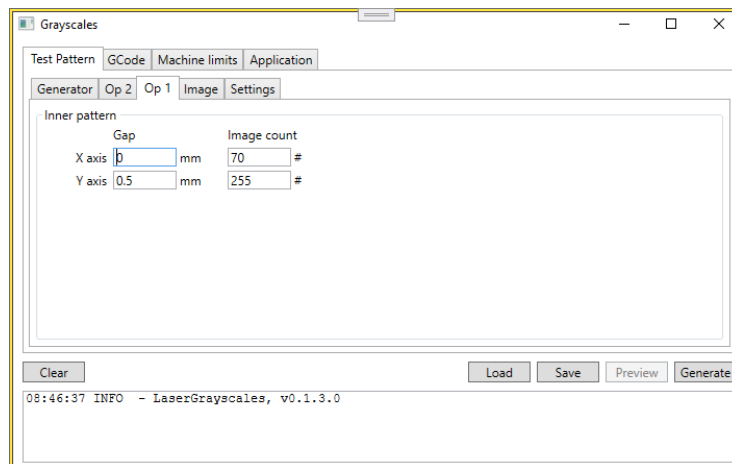 Grayscales
Test Pattern GCode Machine limits Application
Generator Op 2 Op 1 Image Settings
Inner pattern
Gap Image count
X axis 0 mm 70 #
Y axis 0.5 mm 255 #
Clear Load Save Preview Generate
08:46:37 INFO  - LaserGrayscales, v0.1.3.0